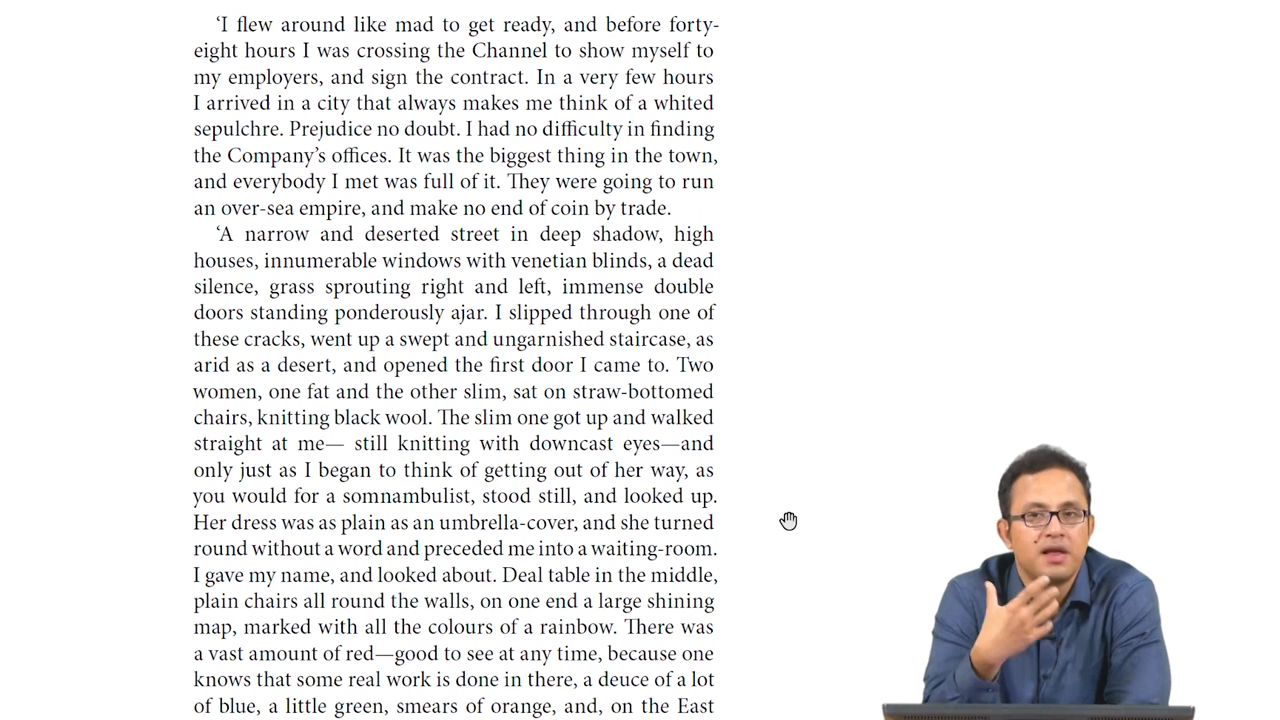 ‘I flew around like mad to get ready, and before forty-
eight hours I was crossing the Channel to show myself to
my employers, and sign the contract. In a very few hours
I arrived in a city that always makes me think of a whited
sepulchre. Prejudice no doubt. I had no difficulty in finding
the Company’s offices. It was the biggest thing in the town,
and everybody I met was full of it. They were going to run
an over-sea empire, and make no end of coin by trade.
‘A narrow and deserted street in deep shadow, high
houses, innumerable windows with venetian blinds, a dead
silence, grass sprouting right and left, immense double
doors standing ponderously ajar. I slipped through one of
these cracks, went up a swept and ungarnished staircase, as
arid as a desert, and opened the first door I came to. Two
women, one fat and the other slim, sat on straw-bottomed
chairs, knitting black wool. The slim one got up and walked
straight at me— still knitting with downcast eyes—and
only just as I began to think of getting out of her way, as
you would for a somnambulist, stood still, and looked up.
Her dress was as plain as an umbrella-cover, and she turned
round without a word and preceded me into a waiting-room.
I gave my name, and looked about. Deal table in the middle,
plain chairs all round the walls, on one end a large shining
map, marked with all the colours of a rainbow. There was
a vast amount of red—good to see at any time, because one
knows that some real work is done in there, a deuce of a lot
of blue, a little green, smears of orange, and, on the East